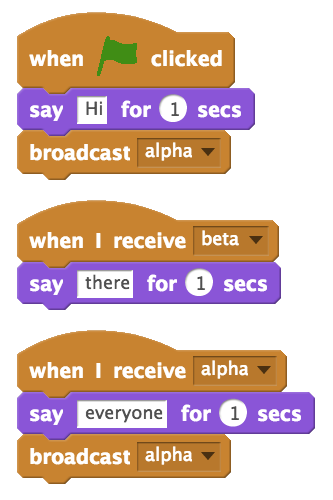 when clicked
say Hi for 1 secs
broadcast alpha
when I receive beta
say there for 1 secs
when I receive alpha
say everyone for 1 secs
broadcast alpha